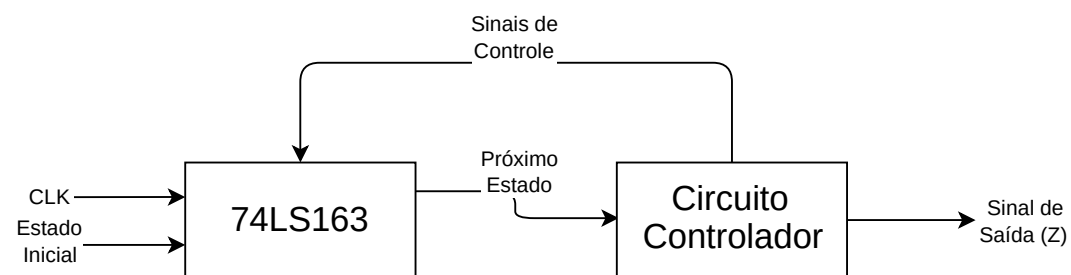 Sinais de
Controle
CLK
Estado
Inicial
74LS163
Próximo
Estado
Circuito
Controlador
Sinal de
Saída (Z)